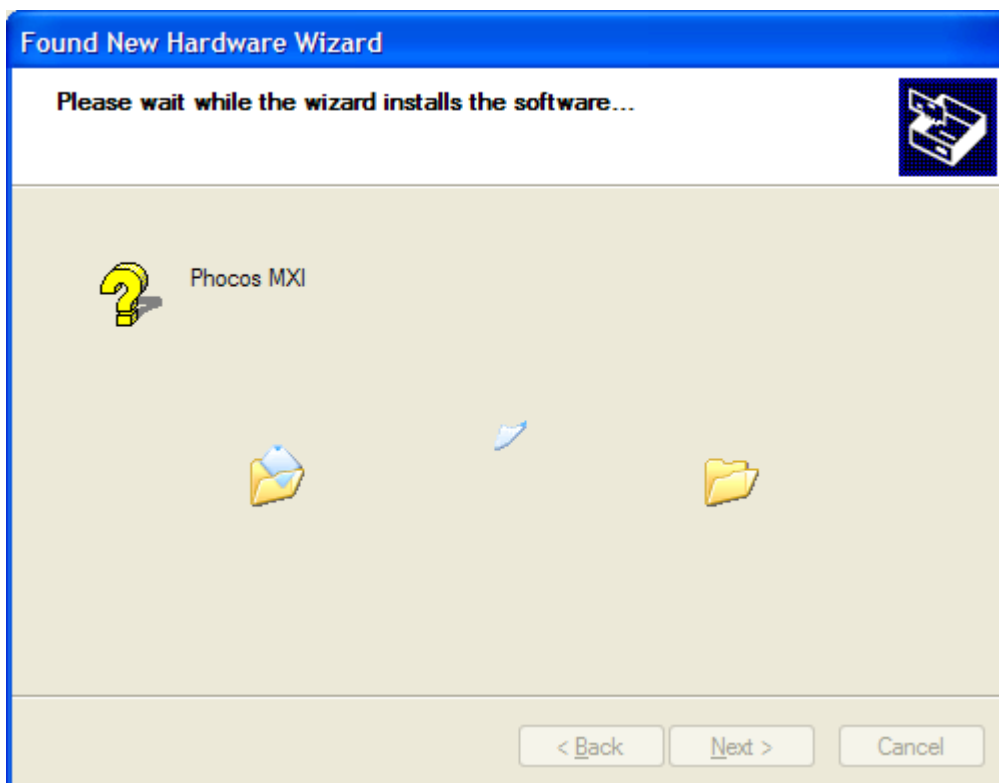 Found New Hardware Wizard
Please wait while the wizard installs the software...
Phocos MXI
< Back
Next >
Cancel